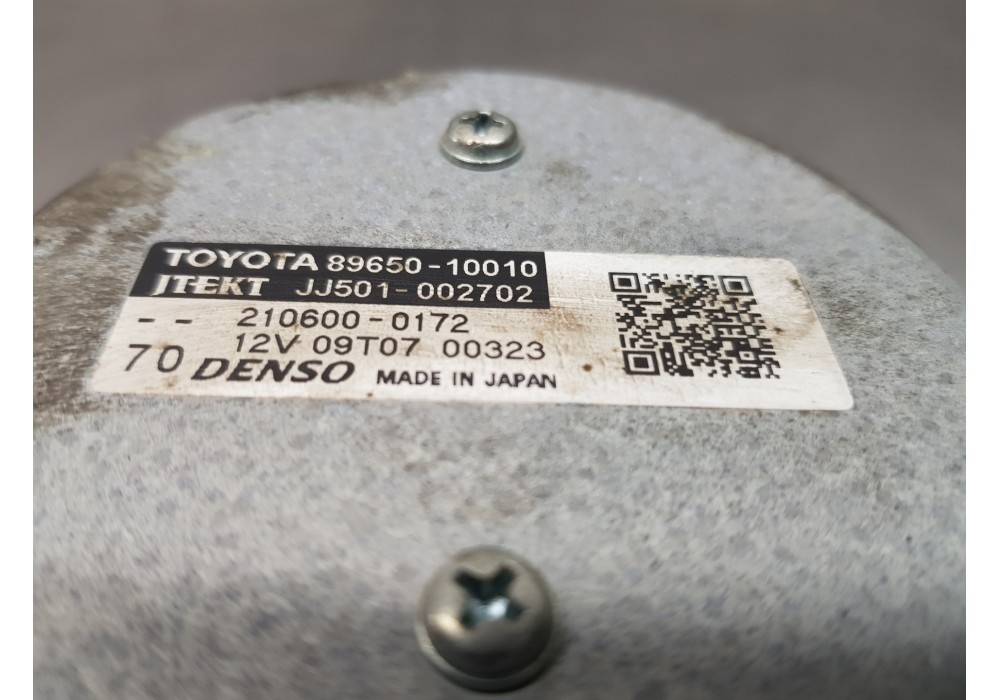 TOYOTA 89650-10010
JTEKT JJ501-002702
-- 210600-0172
12V 09T07 00323
70 DENSO MADE IN JAPAN